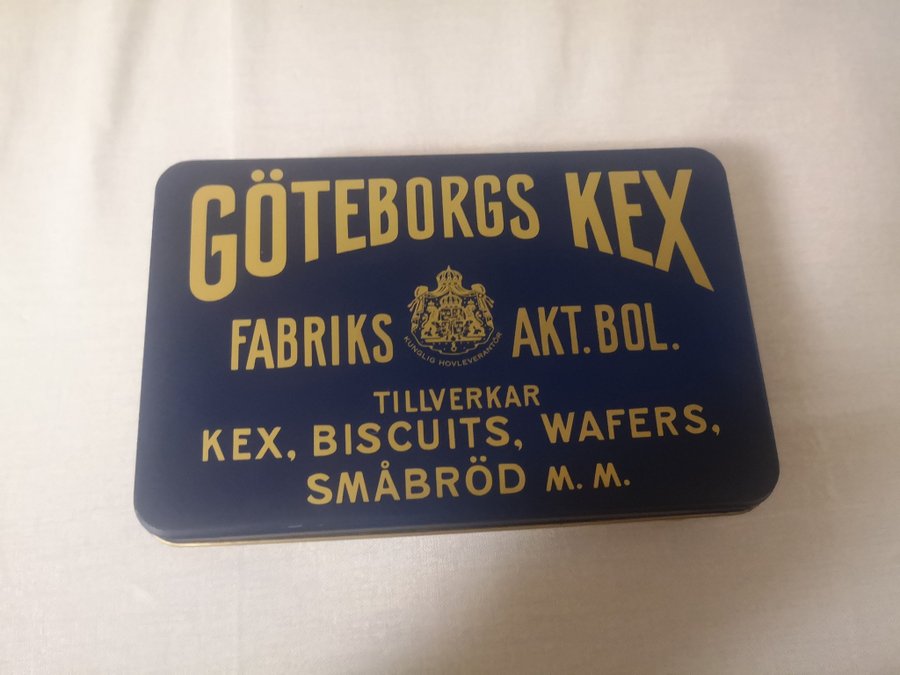 GÖTEBORGS KEX
FABRIKS AKT. BOL.
KUNGLIG HOVLEVERANTÖR
TILLVERKAR
KEX, BISCUITS, WAFERS,
SMÅBRÖD M. M.